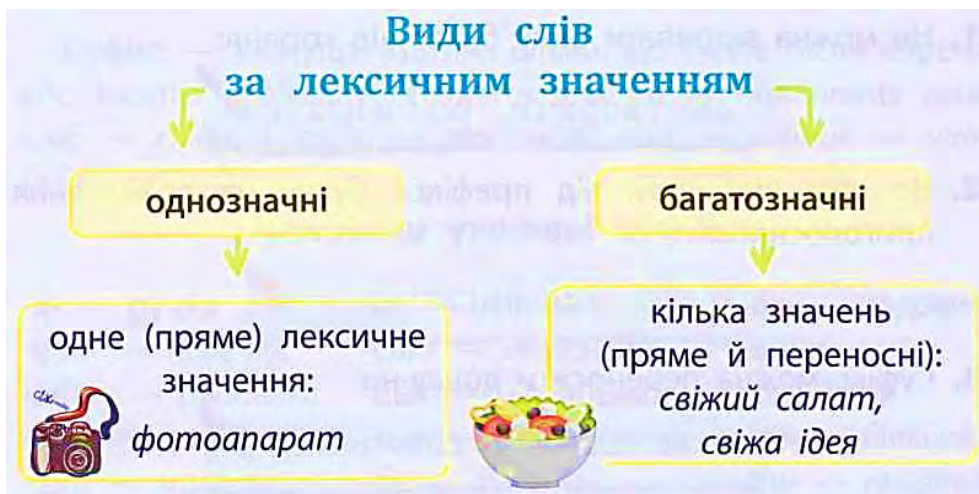 Види слів
за лексичним значенням
однозначні
багатозначні
одне (пряме) лексичне
значення:
фотоапарат
кілька значень
(пряме й переносні):
свіжий салат,
свіжа ідея